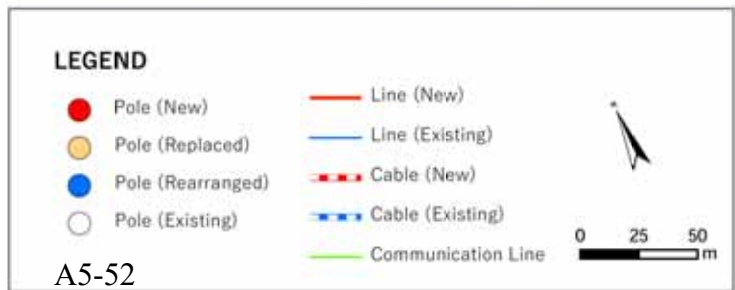 LEGEND
Pole (New)
Pole (Replaced)
Pole (Rearranged)
Pole (Existing)
Line (New)
Line (Existing)
Cable (New)
Cable (Existing)
Communication Line
0 25 50
m
A5-52